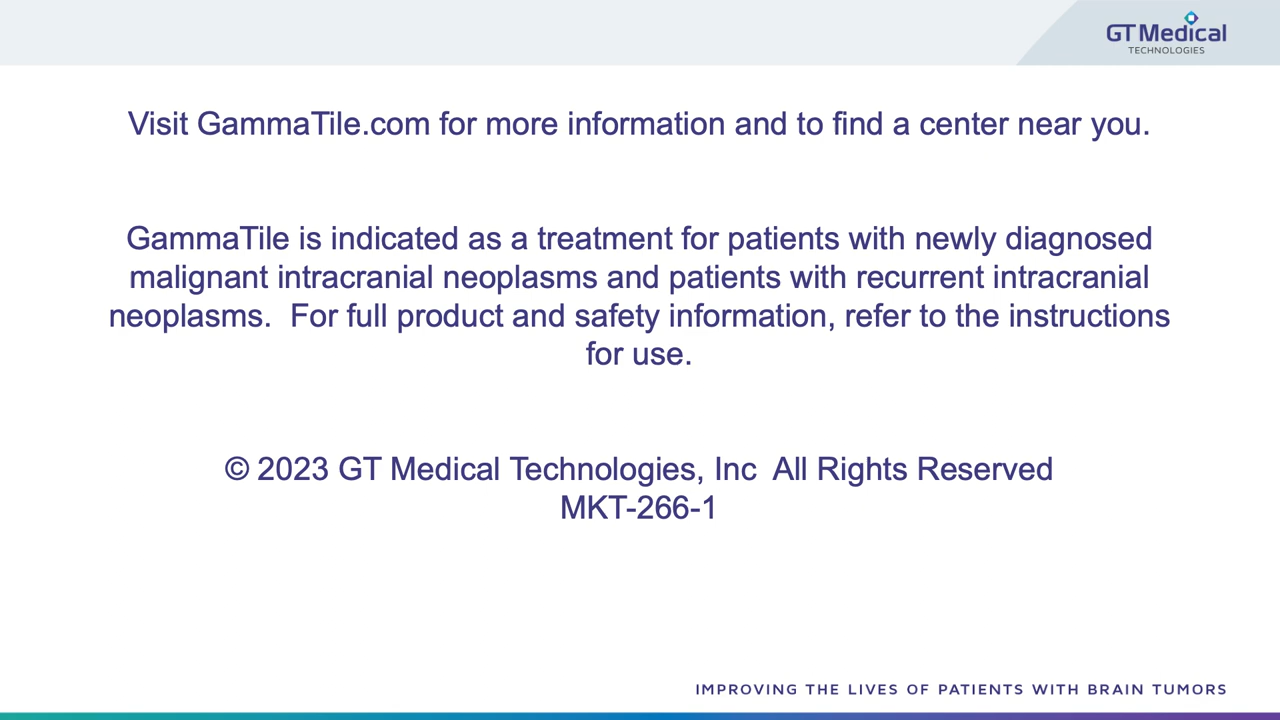 GT Medical
TECHNOLOGIES
Visit GammaTile.com for more information and to find a center near you.
GammaTile is indicated as a treatment for patients with newly diagnosed
malignant intracranial neoplasms and patients with recurrent intracranial
neoplasms.  For full product and safety information, refer to the instructions
for use.
© 2023 GT Medical Technologies, Inc  All Rights Reserved
MKT-266-1
IMPROVING THE LIVES OF PATIENTS WITH BRAIN TUMORS